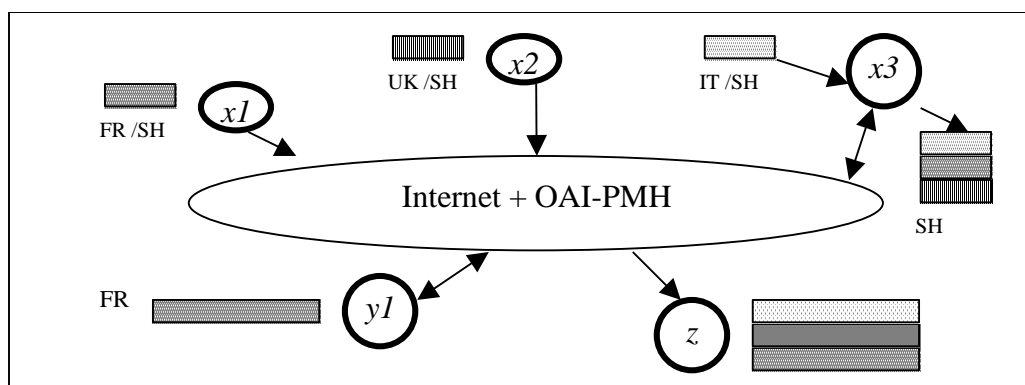 x1
FR /SH
x2
UK /SH
x3
IT /SH
SH
Internet + OAI-PMH
FR
y1
z